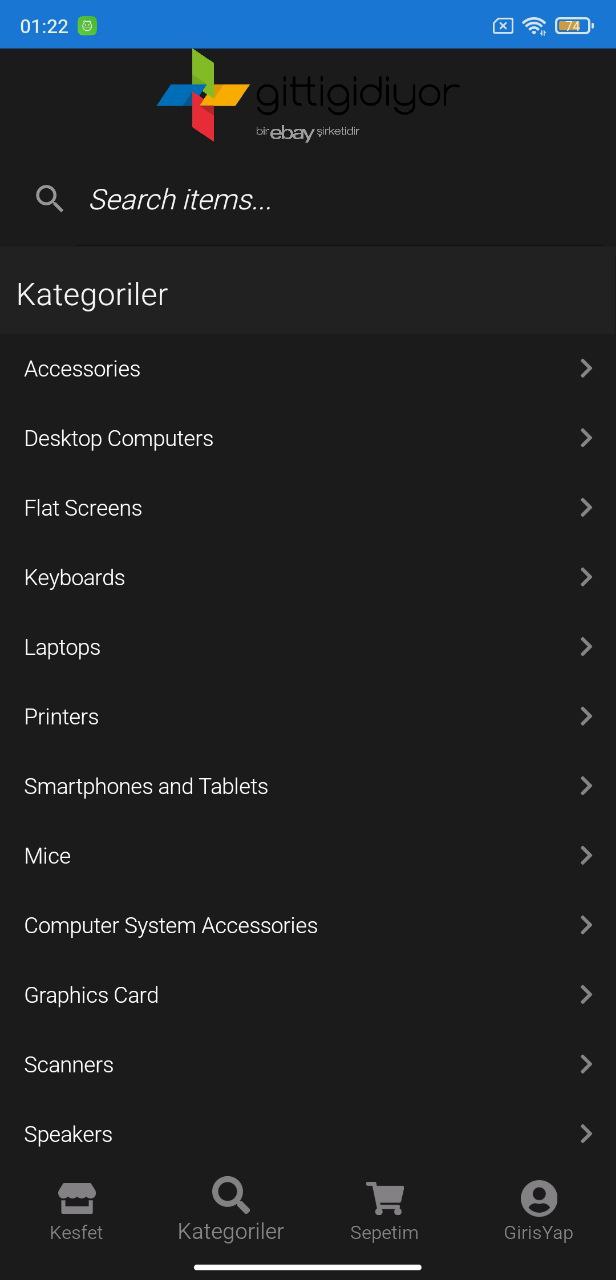 01:22
74
gittigidiyor
bir ebay şirketidir
Search items...
Kategoriler
Accessories
Desktop Computers
Flat Screens
Keyboards
Laptops
Printers
Smartphones and Tablets
Mice
Computer System Accessories
Graphics Card
Scanners
Speakers
Kesfet
Kategoriler
Sepetim
GirisYap